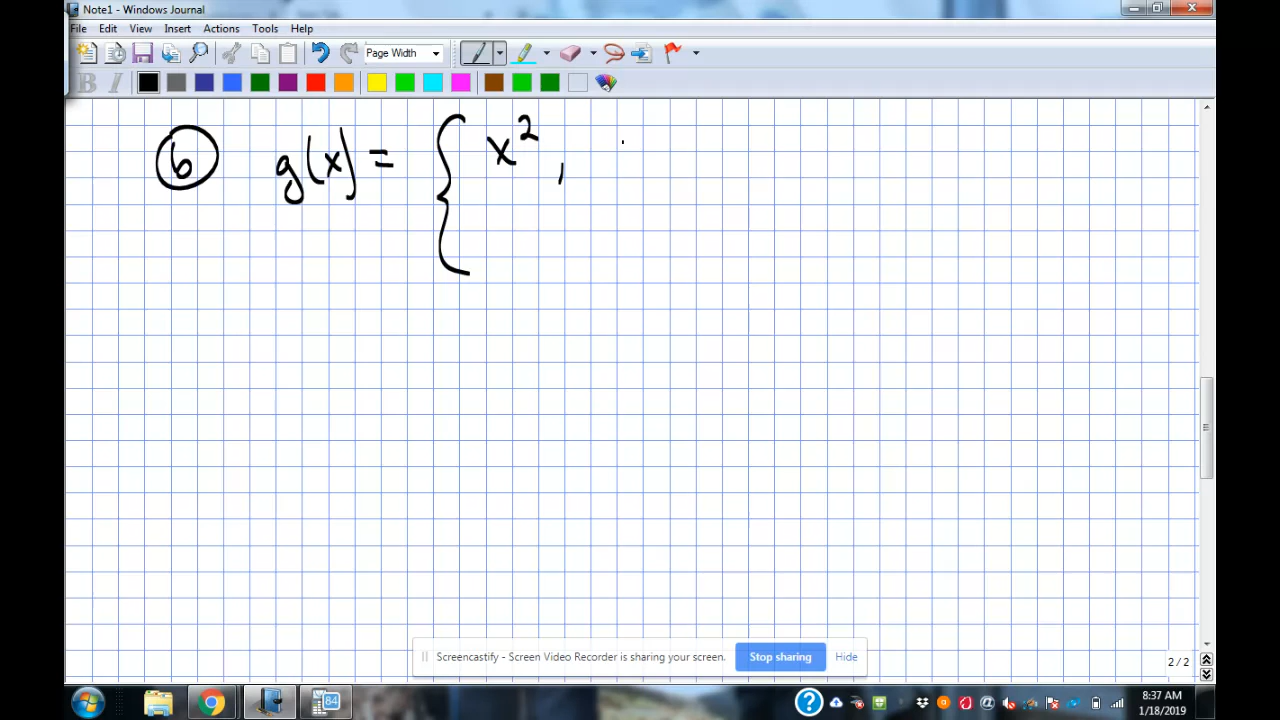 Note1 - Windows Journal
File Edit View Insert Actions Tools Help
Page Width
B I
6 g(x) = { x²,
Screencastify - Screen Video Recorder is sharing your screen. Stop sharing Hide
2 / 2
84
8:37 AM
1/18/2019